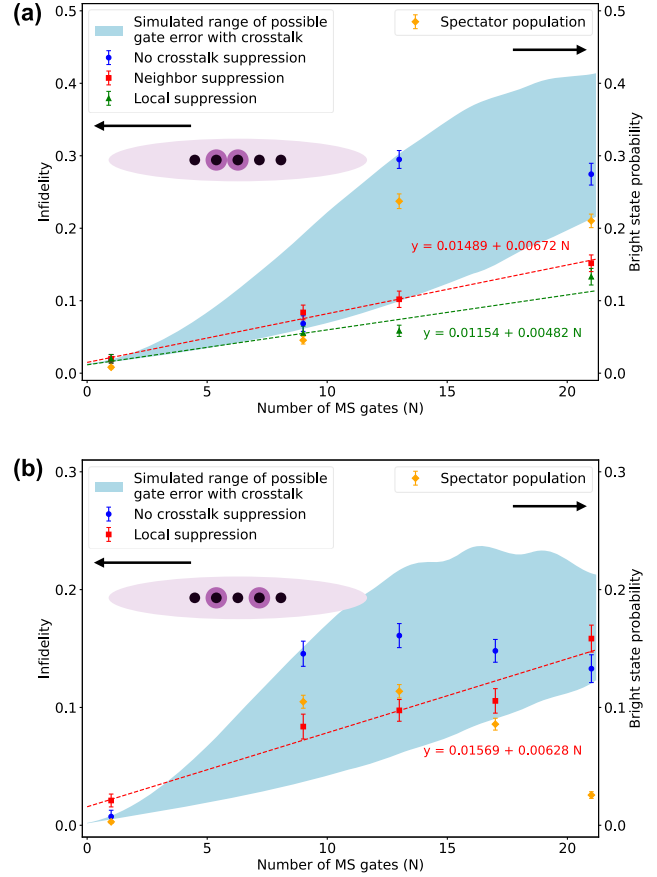 (a)
Simulated range of possible
gate error with crosstalk
No crosstalk suppression
Neighbor suppression
Local suppression
Spectator population
0.5
0.4
0.3
0.2
0.1
0.0
Infidelity
0.5
0.4
0.3
0.2
0.1
0.0
Bright state probability
y = 0.01489 + 0.00672 N
y = 0.01154 + 0.00482 N
0
5
10
15
20
Number of MS gates (N)
(b)
Simulated range of possible
gate error with crosstalk
No crosstalk suppression
Local suppression
Spectator population
0.3
0.2
0.1
0.0
Infidelity
0.3
0.2
0.1
0.0
Bright state probability
y = 0.01569 + 0.00628 N
0
5
10
15
20
Number of MS gates (N)